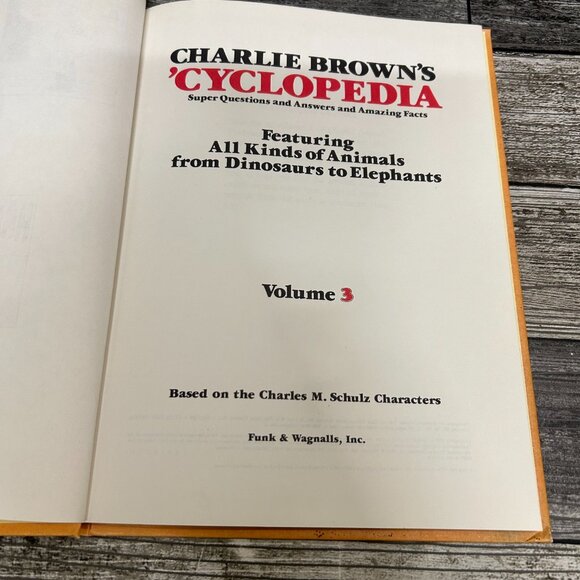 CHARLIE BROWN'S
'CYCLOPEDIA
Super Questions and Answers and Amazing Facts
Featuring
All Kinds of Animals
from Dinosaurs to Elephants
Volume 3
Based on the Charles M. Schulz Characters
Funk & Wagnalls, Inc.